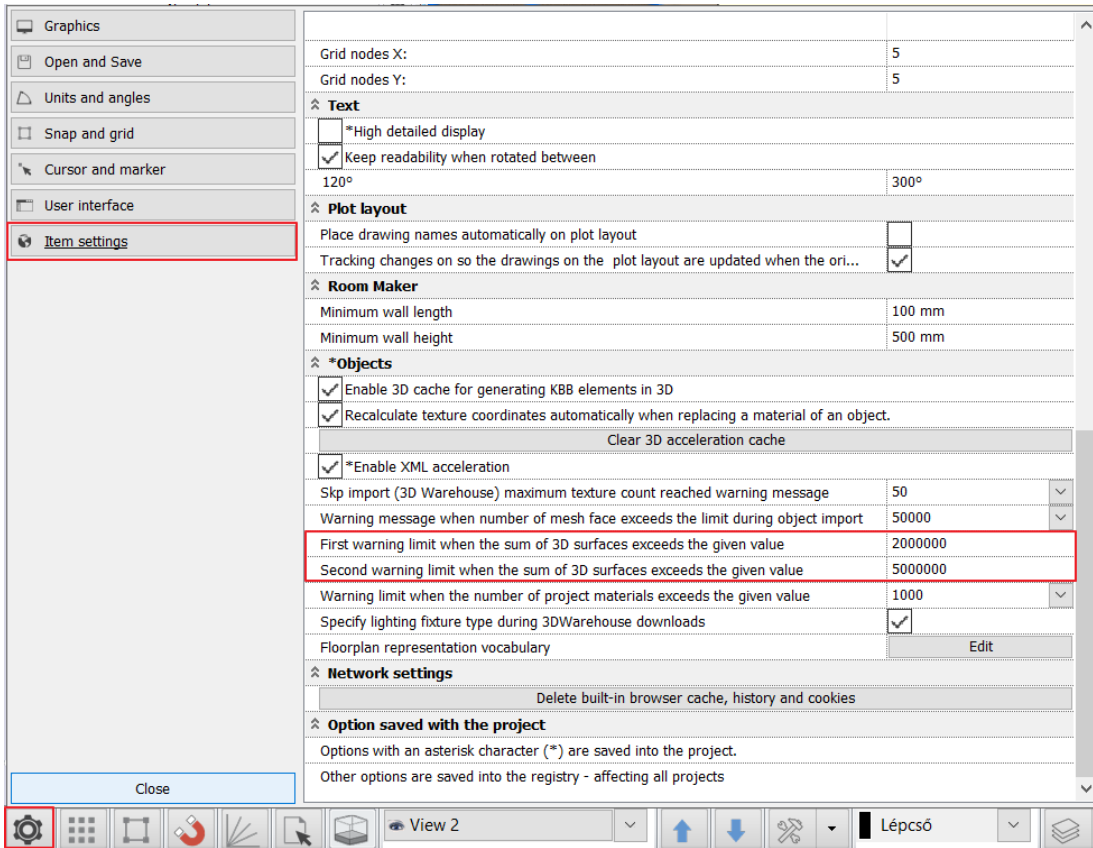 Graphics
Open and Save
Units and angles
Snap and grid
Cursor and marker
User interface
Item settings
Close
Grid nodes X: 5
Grid nodes Y: 5
Text
*High detailed display
Keep readability when rotated between
120° 300°
Plot layout
Place drawing names automatically on plot layout
Tracking changes on so the drawings on the plot layout are updated when the ori...
Room Maker
Minimum wall length 100 mm
Minimum wall height 500 mm
*Objects
Enable 3D cache for generating KBB elements in 3D
Recalculate texture coordinates automatically when replacing a material of an object.
Clear 3D acceleration cache
*Enable XML acceleration
Skp import (3D Warehouse) maximum texture count reached warning message 50
Warning message when number of mesh face exceeds the limit during object import 50000
First warning limit when the sum of 3D surfaces exceeds the given value 2000000
Second warning limit when the sum of 3D surfaces exceeds the given value 5000000
Warning limit when the number of project materials exceeds the given value 1000
Specify lighting fixture type during 3DWarehouse downloads
Floorplan representation vocabulary Edit
Network settings
Delete built-in browser cache, history and cookies
Option saved with the project
Options with an asterisk character (*) are saved into the project.
Other options are saved into the registry - affecting all projects
View 2 Lépcső